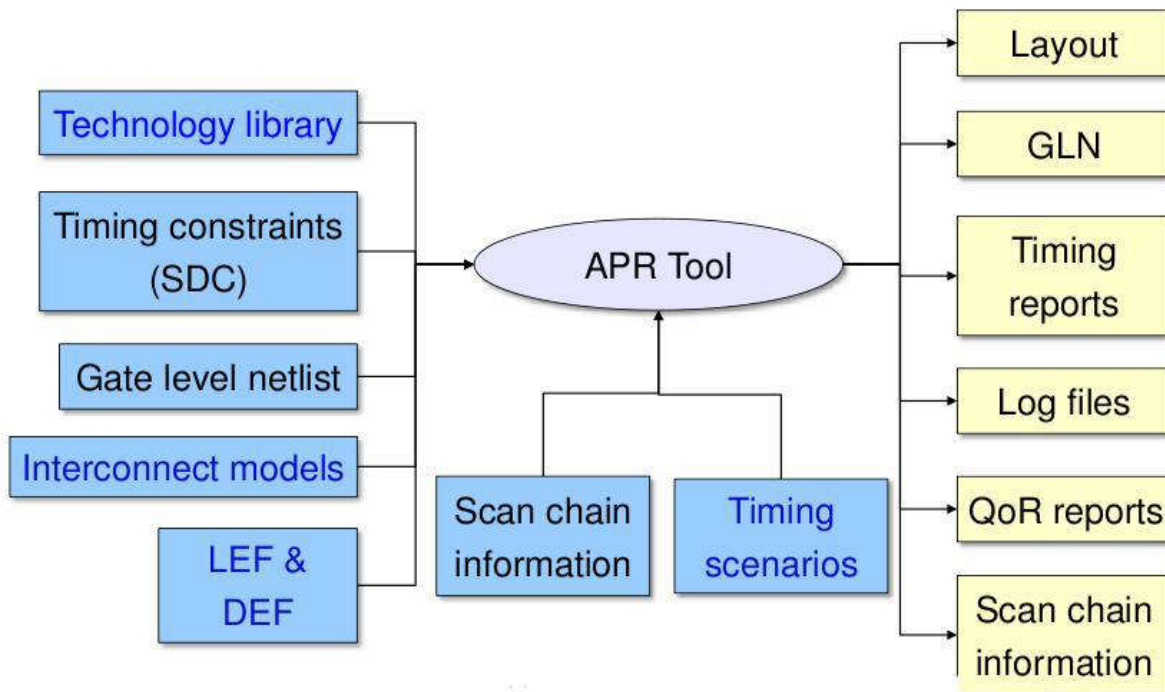 Technology library
Timing constraints
(SDC)
Gate level netlist
Interconnect models
LEF &
DEF
APR Tool
Scan chain
information
Timing
scenarios
Layout
GLN
Timing
reports
Log files
QoR reports
Scan chain
information